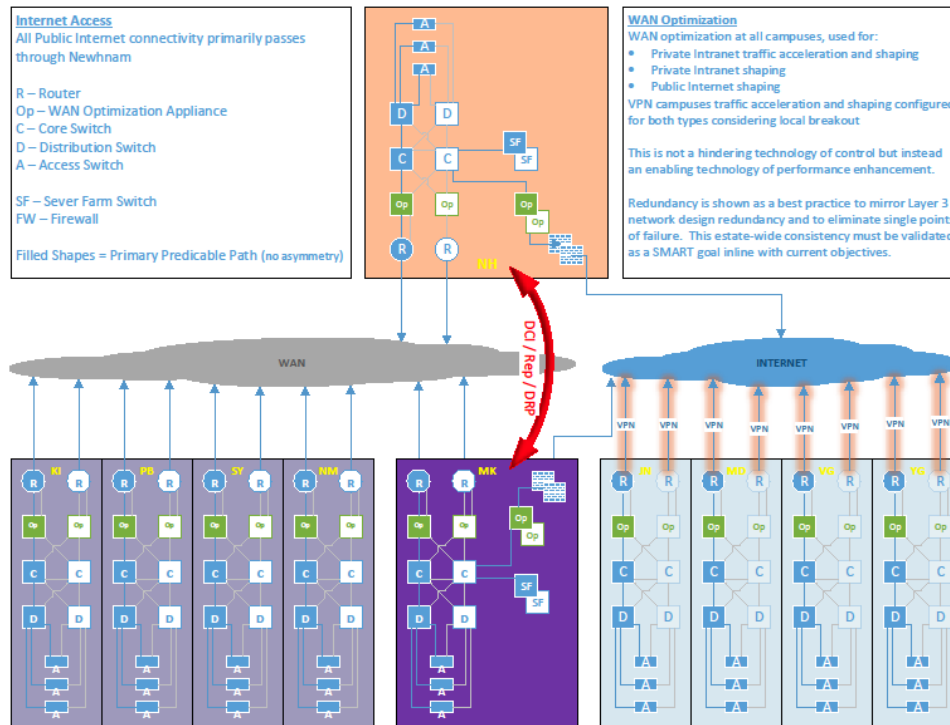 Internet Access
All Public Internet connectivity primarily passes
through Newhnam
R – Router
Op – WAN Optimization Appliance
C – Core Switch
D – Distribution Switch
A – Access Switch
SF – Sever Farm Switch
FW – Firewall
Filled Shapes = Primary Predicable Path (no asymmetry)
A
A
A
D D
C C
SF
SF
Op Op
Op
Op
R R
NH
WAN Optimization
WAN optimization at all campuses, used for:
• Private Intranet traffic acceleration and shaping
• Private Intranet shaping
• Public Internet shaping
VPN campuses traffic acceleration and shaping configured
for both types considering local breakout
This is not a hindering technology of control but instead
an enabling technology of performance enhancement.
Redundancy is shown as a best practice to mirror Layer 3
network design redundancy and to eliminate single points
of failure. This estate-wide consistency must be validated
as a SMART goal inline with current objectives.
WAN
DCI / Rep / DRP
INTERNET
VPN VPN VPN VPN VPN VPN VPN VPN
KI PB SY NM MK IN MD VG YG
R R R R R R R R R R R R R R R R R R
Op Op Op Op Op Op Op Op Op Op Op Op Op Op Op Op Op Op
Op
Op
C C C C C C C C C C C C C C C C C C
SF
SF
D D D D D D D D D D D D D D D D D D
A A A A A A A A A
A A A A A A A A A
A A A A A A A A A